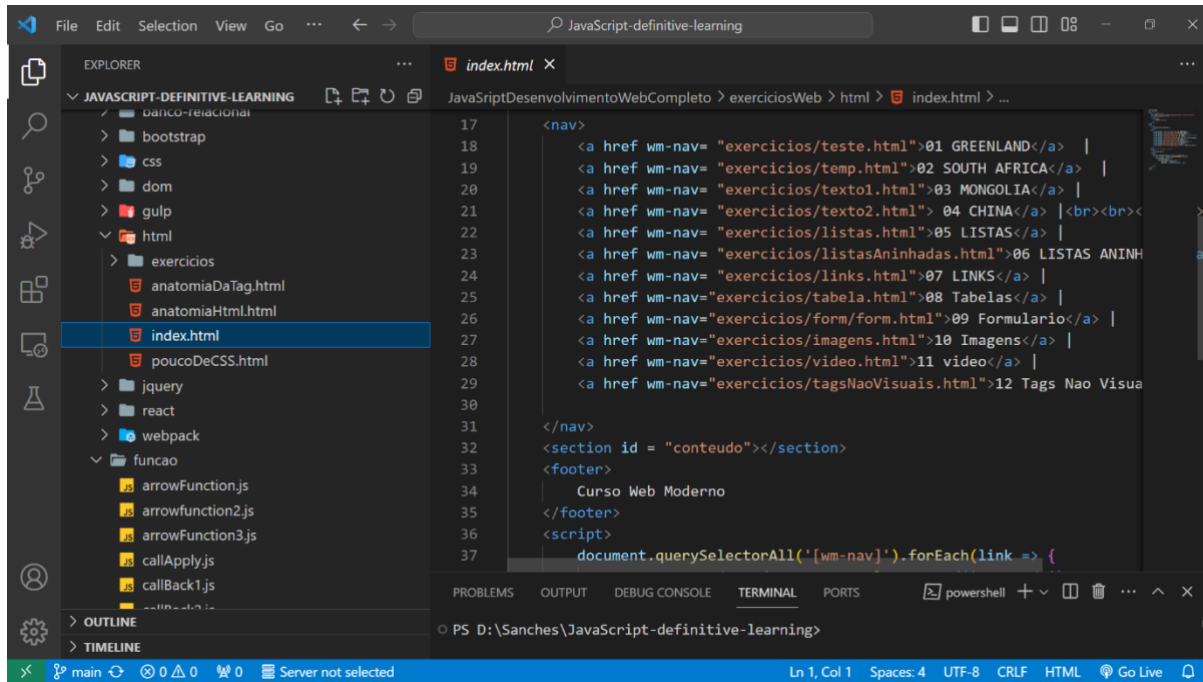 File Edit Selection View Go ··· JavaScript-definitive-learning
EXPLORER ···
JAVASCRIPT-DEFINITIVE-LEARNING
banco-relacional
bootstrap
css
dom
gulp
html
exercicios
anatomiaDaTag.html
anatomiaHtml.html
index.html
poucoDeCSS.html
jquery
react
webpack
funcao
arrowFunction.js
arrowfunction2.js
arrowFunction3.js
callApply.js
callBack1.js
OUTLINE
TIMELINE
index.html
JavaSriptDesenvolvimentoWebCompleto > exerciciosWeb > html > index.html > ...
17 <nav>
18 <a href wm-nav= "exercicios/teste.html">01 GREENLAND</a> |
19 <a href wm-nav= "exercicios/temp.html">02 SOUTH AFRICA</a> |
20 <a href wm-nav= "exercicios/texto1.html">03 MONGOLIA</a> |
21 <a href wm-nav= "exercicios/texto2.html"> 04 CHINA</a> |<br><br><
22 <a href wm-nav= "exercicios/listas.html">05 LISTAS</a> |
23 <a href wm-nav= "exercicios/listasAninhadas.html">06 LISTAS ANINH
24 <a href wm-nav= "exercicios/links.html">07 LINKS</a> |
25 <a href wm-nav="exercicios/tabela.html">08 Tabelas</a> |
26 <a href wm-nav="exercicios/form/form.html">09 Formulario</a> |
27 <a href wm-nav="exercicios/imagens.html">10 Imagens</a> |
28 <a href wm-nav="exercicios/video.html">11 video</a> |
29 <a href wm-nav="exercicios/tagsNaoVisuais.html">12 Tags Nao Visua
30
31 </nav>
32 <section id = "conteudo"></section>
33 <footer>
34 Curso Web Moderno
35 </footer>
36 <script>
37 document.querySelectorAll('[wm-nav]').forEach(link => {
PROBLEMS OUTPUT DEBUG CONSOLE TERMINAL PORTS powershell
PS D:\Sanches\JavaScript-definitive-learning>
main 0 0 0 Server not selected Ln 1, Col 1 Spaces: 4 UTF-8 CRLF HTML Go Live